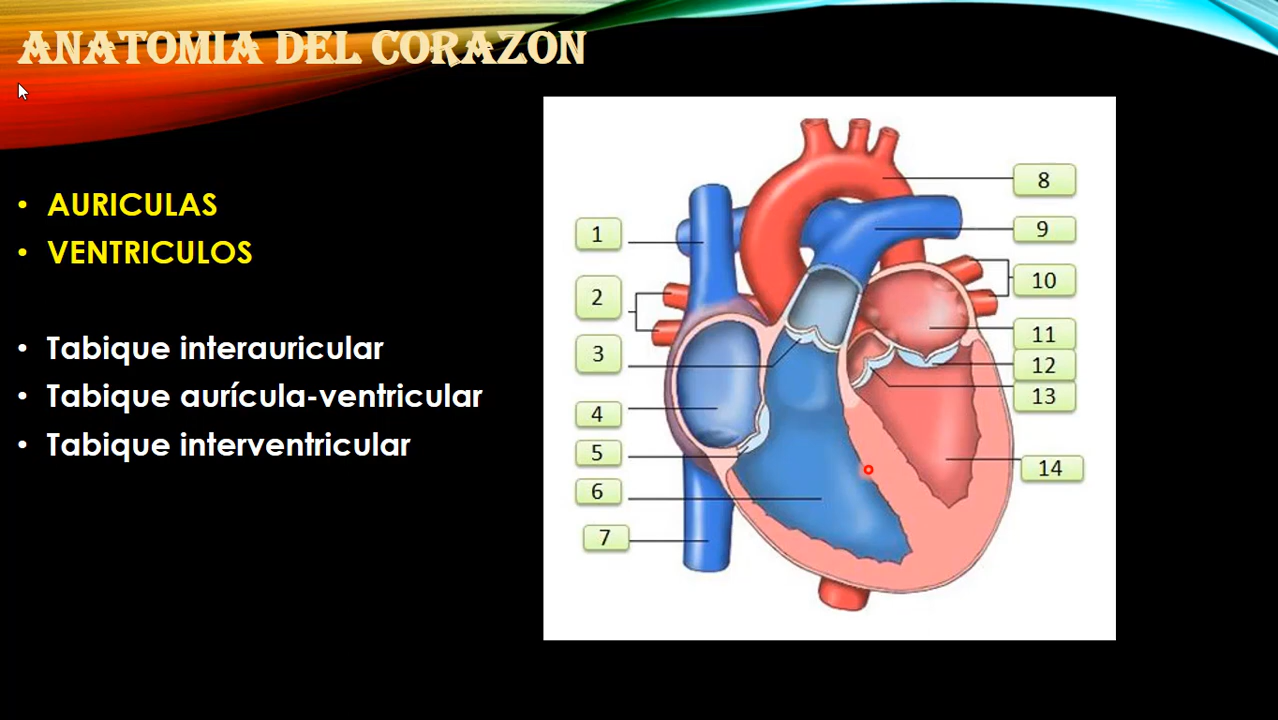 ANATOMIA DEL CORAZON
• AURICULAS
• VENTRICULOS
• Tabique interauricular
• Tabique aurícula-ventricular
• Tabique interventricular
1
2
3
4
5
6
7
8
9
10
11
12
13
14